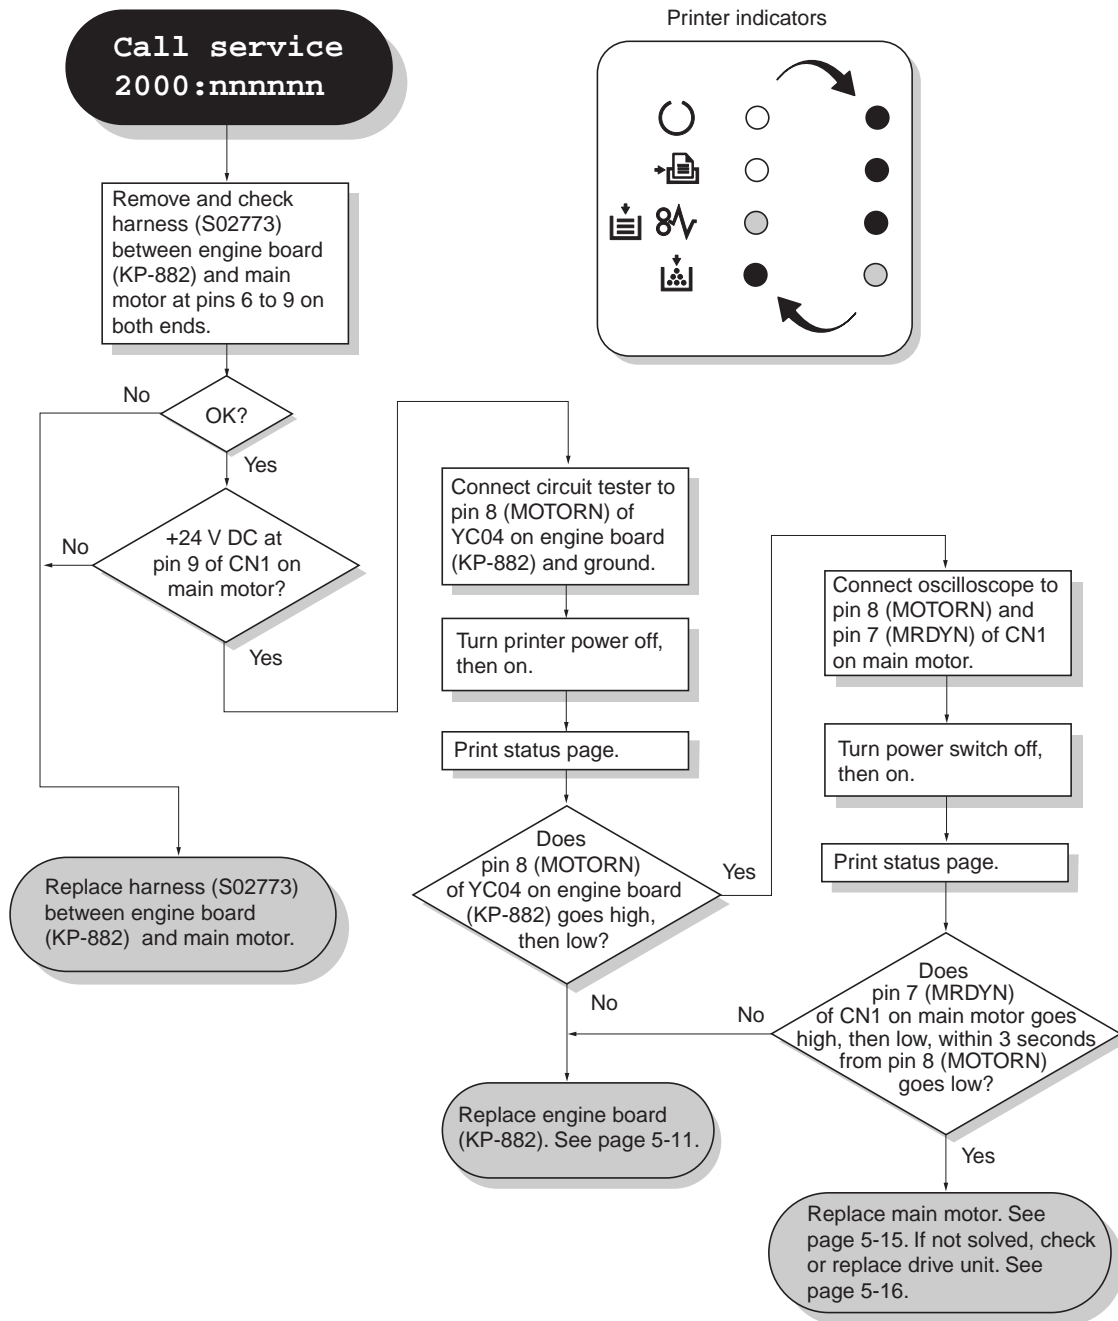 Call service
2000:nnnnnn
Printer indicators
Remove and check
harness (S02773)
between engine board
(KP-882) and main
motor at pins 6 to 9 on
both ends.
No
OK?
Yes
No
+24 V DC at
pin 9 of CN1 on
main motor?
Yes
Replace harness (S02773)
between engine board
(KP-882) and main motor.
Connect circuit tester to
pin 8 (MOTORN) of
YC04 on engine board
(KP-882) and ground.
Turn printer power off,
then on.
Print status page.
Does
pin 8 (MOTORN)
of YC04 on engine board
(KP-882) goes high,
then low?
Yes
No
Replace engine board
(KP-882). See page 5-11.
Connect oscilloscope to
pin 8 (MOTORN) and
pin 7 (MRDYN) of CN1
on main motor.
Turn power switch off,
then on.
Print status page.
Does
pin 7 (MRDYN)
of CN1 on main motor goes
high, then low, within 3 seconds
from pin 8 (MOTORN)
goes low?
No
Yes
Replace main motor. See
page 5-15. If not solved, check
or replace drive unit. See
page 5-16.